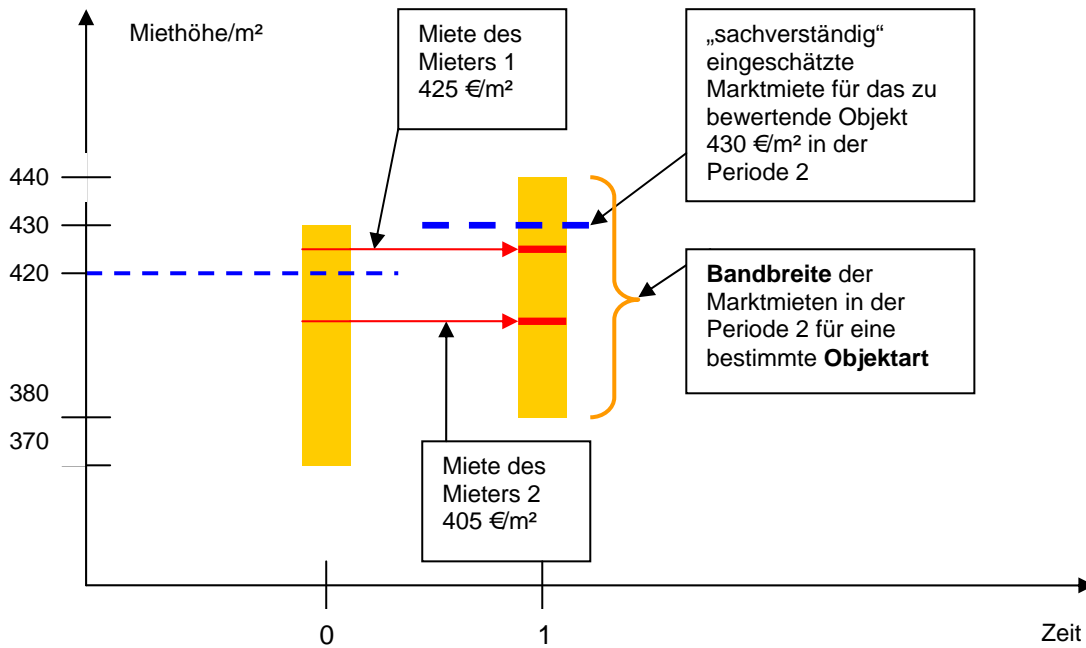 Miethöhe/m²
Miete des
Mieters 1
425 €/m²
„sachverständig“
eingeschätzte
Marktmiete für das zu
bewertende Objekt
430 €/m² in der
Periode 2
440
430
420
380
370
Bandbreite der
Marktmieten in der
Periode 2 für eine
bestimmte Objektart
Miete des
Mieters 2
405 €/m²
0
1
Zeit